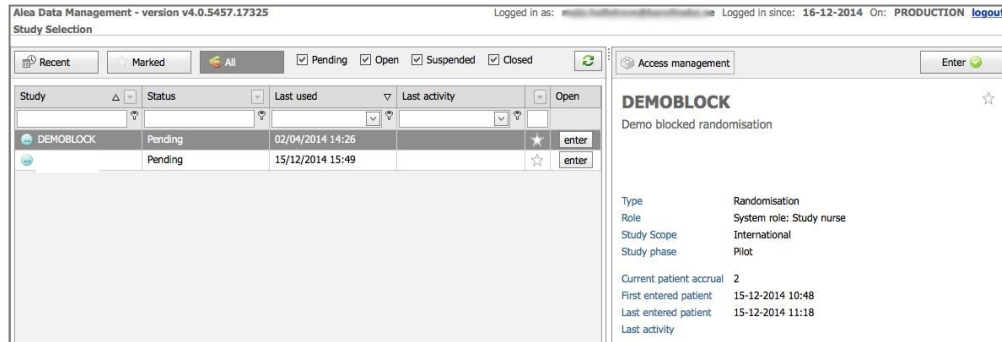 Alea Data Management - version v4.0.5457.17325 Logged in as: Logged in since: 16-12-2014 On: PRODUCTION logout
Study Selection
Recent Marked All Pending Open Suspended Closed
Study Status Last used Last activity Open
DEMOBLOCK Pending 02/04/2014 14:26 enter
Pending 15/12/2014 15:49 enter
Access management Enter
DEMOBLOCK
Demo blocked randomisation
Type Randomisation
Role System role: Study nurse
Study Scope International
Study phase Pilot
Current patient accrual 2
First entered patient 15-12-2014 10:48
Last entered patient 15-12-2014 11:18
Last activity